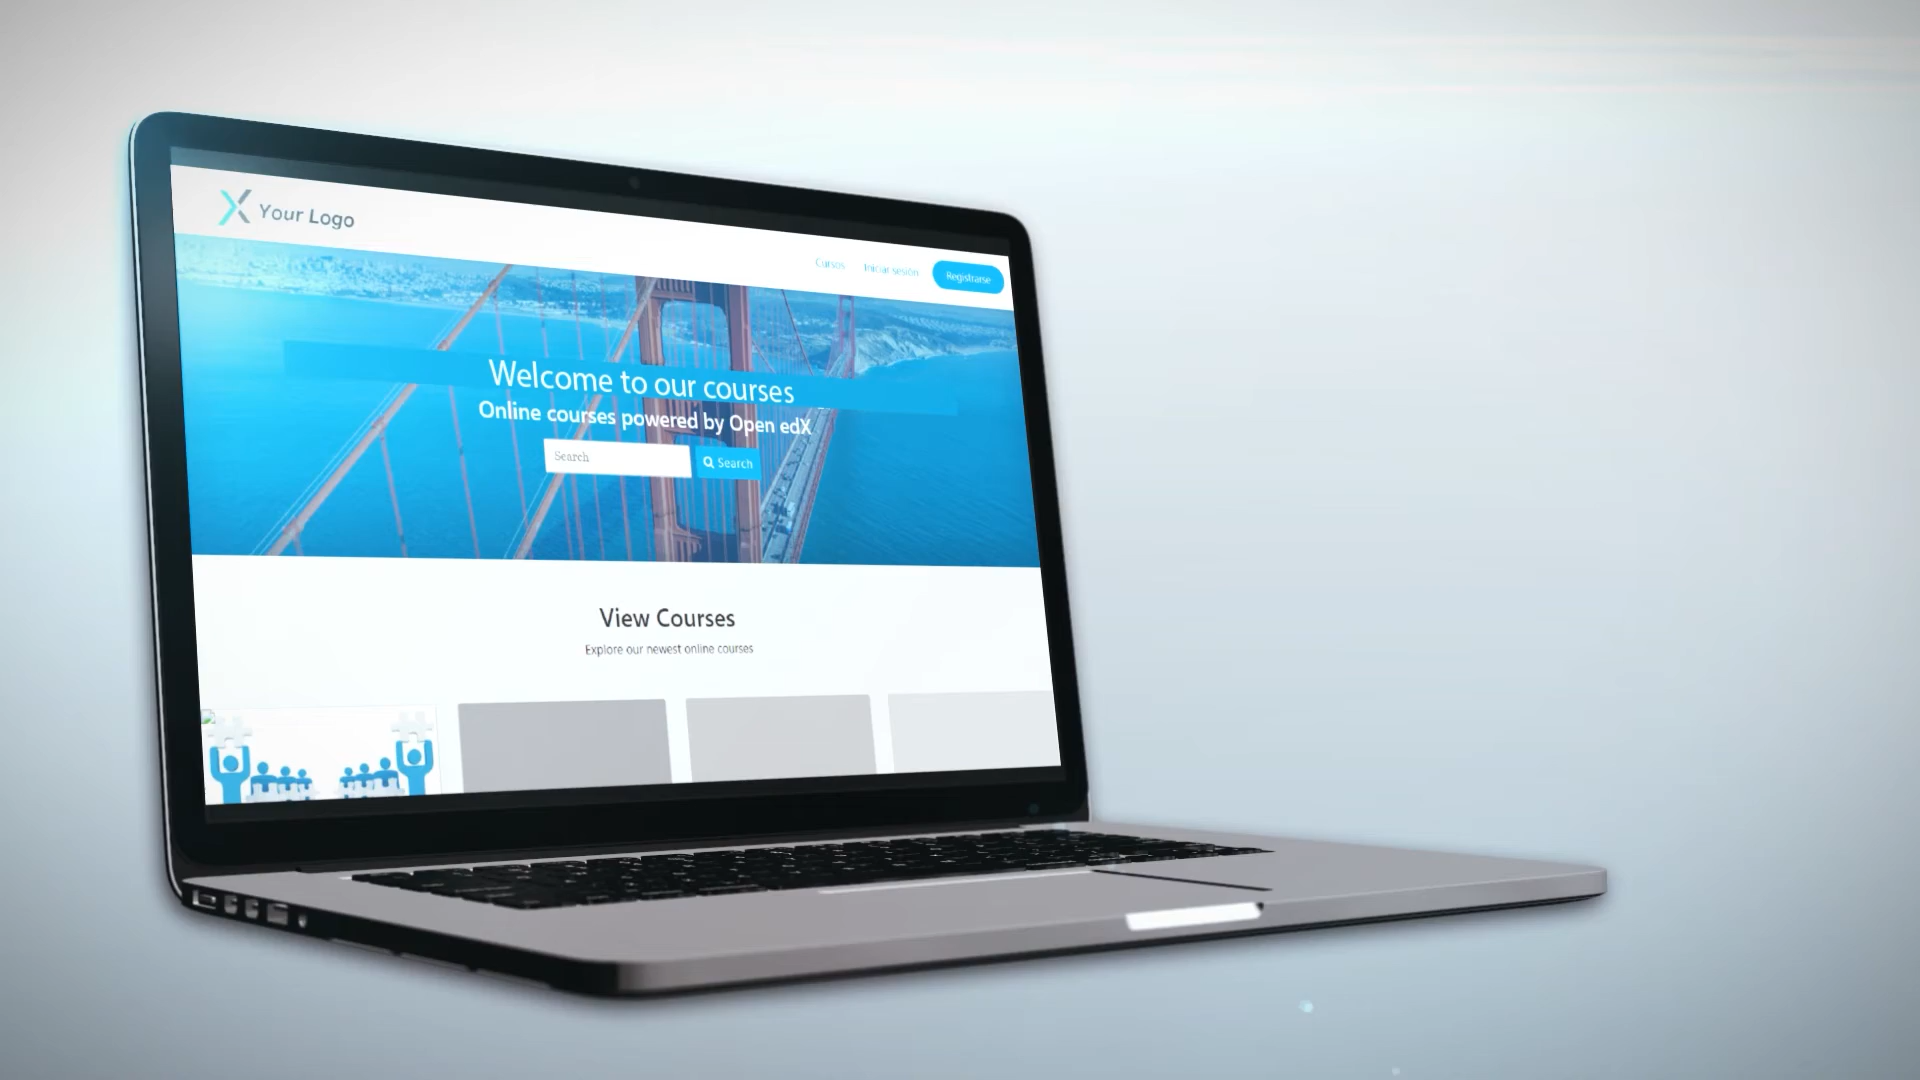 Your Logo
Cursos
Iniciar sesión
Registrarse
Welcome to our courses
Online courses powered by Open edX
Search
Search
View Courses
Explore our newest online courses